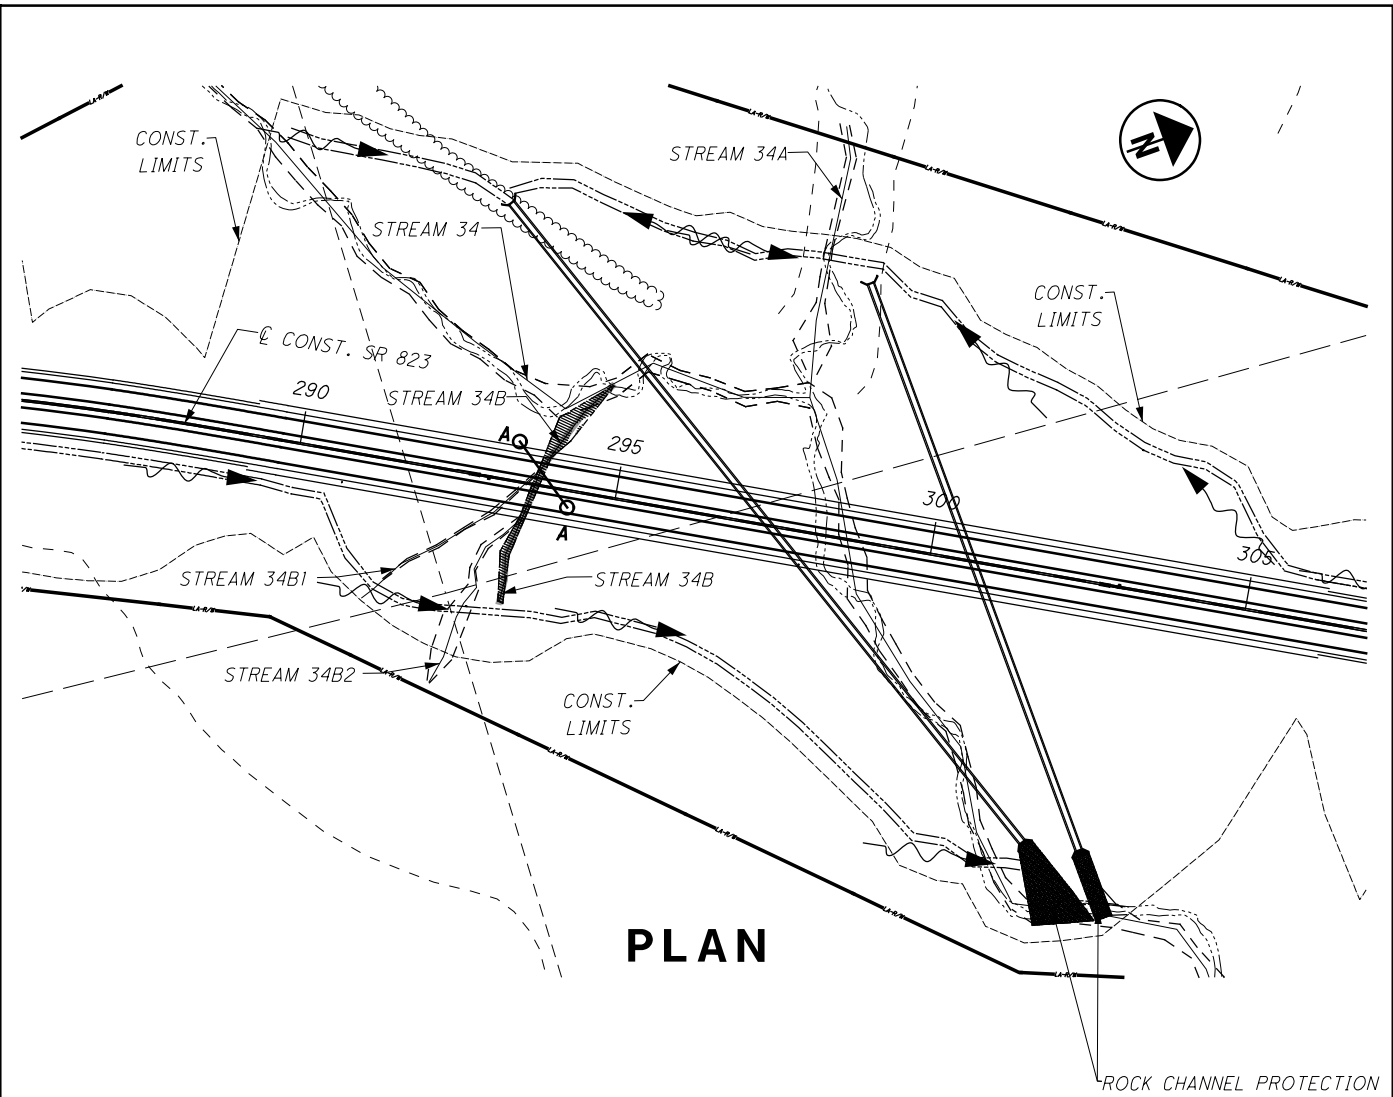 CONST.
LIMITS
STREAM 34A
N
STREAM 34
CONST.
LIMITS
℄ CONST. SR 823
290
STREAM 34B
A
295
300
305
A
STREAM 34B1
STREAM 34B
STREAM 34B2
CONST.
LIMITS
PLAN
ROCK CHANNEL PROTECTION